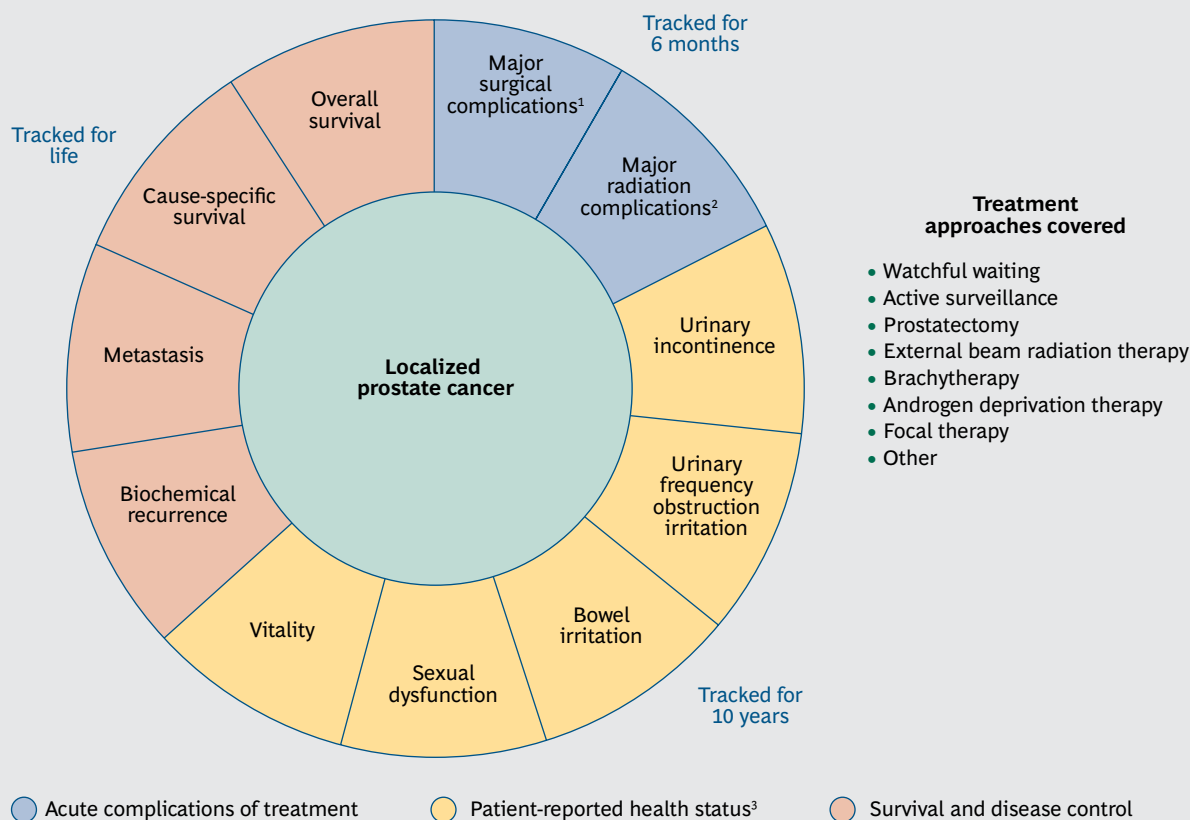 Tracked for
6 months
Major
surgical
complications¹
Major
radiation
complications²
Urinary
incontinence
Urinary
frequency
obstruction
irritation
Bowel
irritation
Tracked for
10 years
Sexual
dysfunction
Vitality
Biochemical
recurrence
Metastasis
Cause-specific
survival
Overall
survival
Tracked for
life
Localized
prostate cancer
Treatment
approaches covered
• Watchful waiting
• Active surveillance
• Prostatectomy
• External beam radiation therapy
• Brachytherapy
• Androgen deprivation therapy
• Focal therapy
• Other
Acute complications of treatment
Patient-reported health status³
Survival and disease control